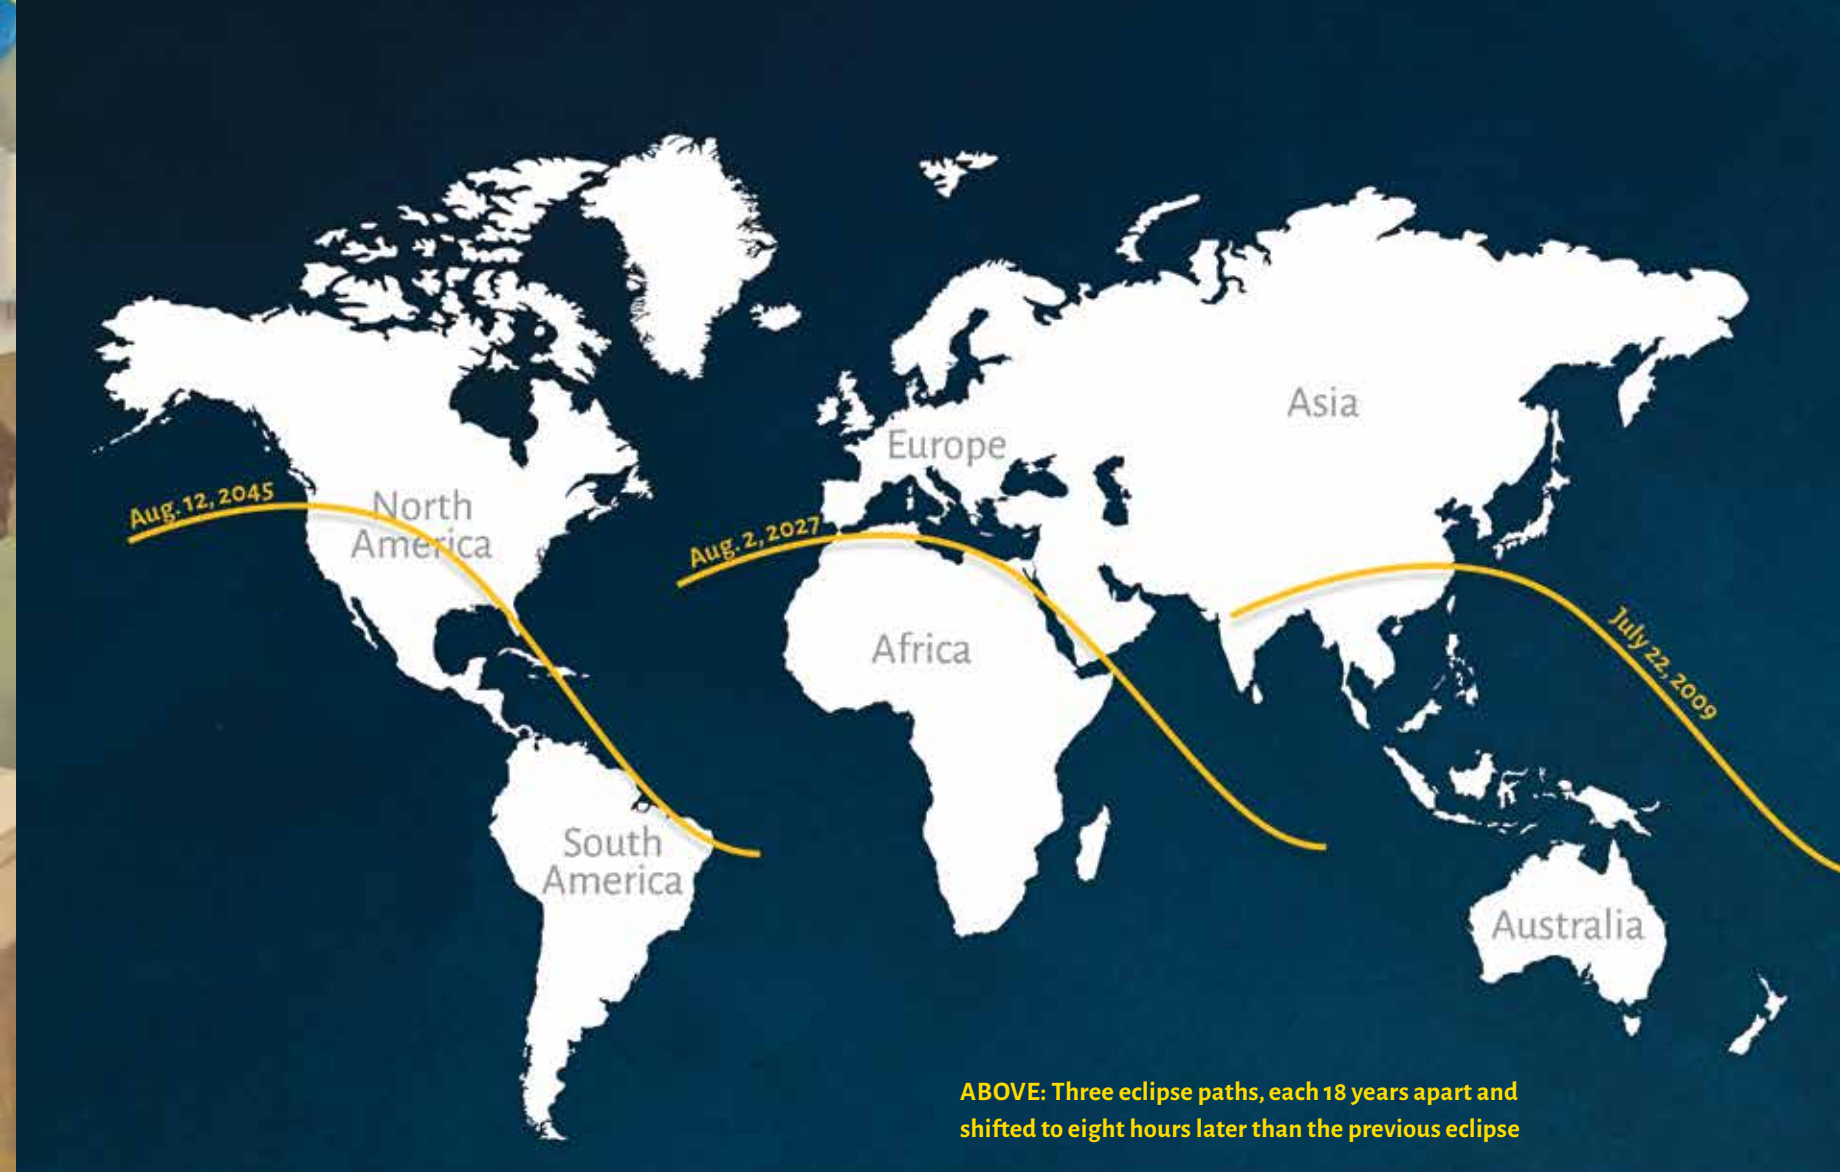 Asia
Europe
Aug. 12, 2045
North
America
Aug. 2, 2027
July 22, 2009
Africa
South
America
Australia
ABOVE: Three eclipse paths, each 18 years apart and
shifted to eight hours later than the previous eclipse